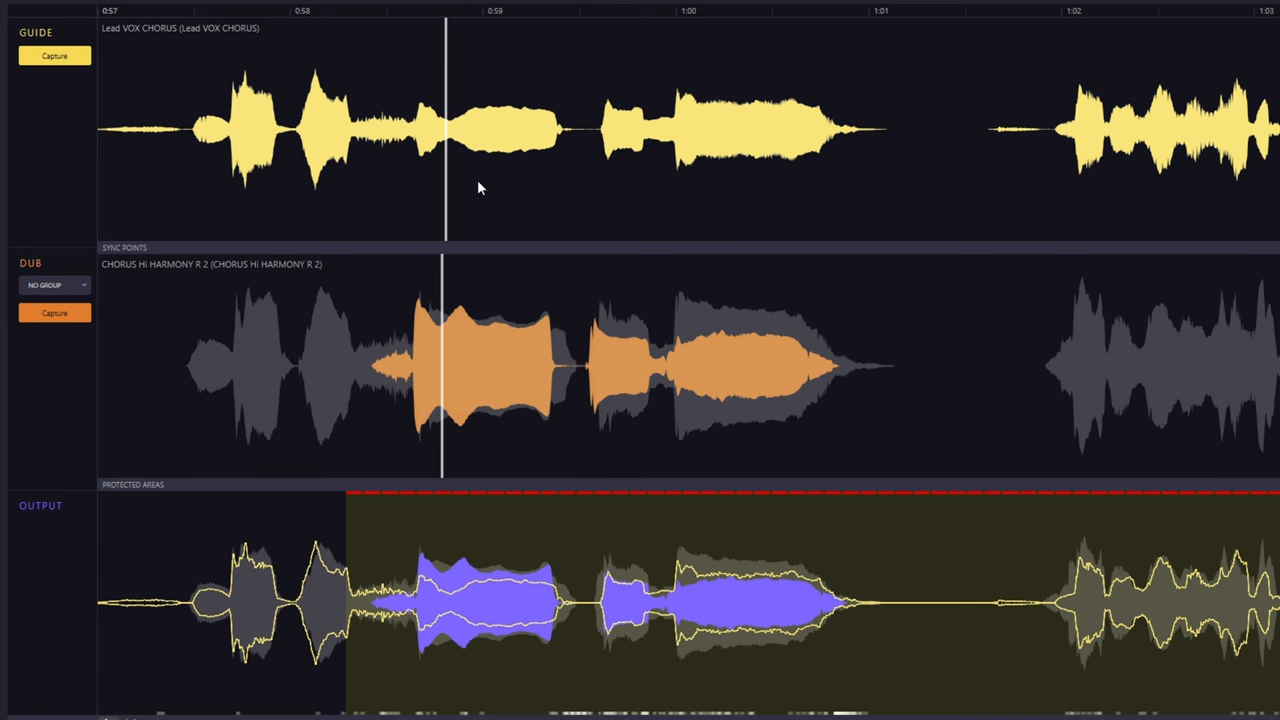 0:57 0:58 0:59 1:00 1:01 1:02 1:03
GUIDE
Lead VOX CHORUS (Lead VOX CHORUS)
Capture
SYNC POINTS
DUB
CHORUS Hi HARMONY R 2 (CHORUS Hi HARMONY R 2)
NO GROUP
Capture
PROTECTED AREAS
OUTPUT